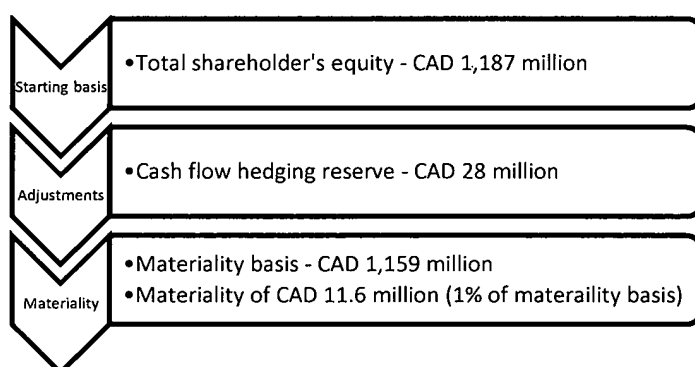 Starting basis
•Total shareholder's equity - CAD 1,187 million
Adjustments
•Cash flow hedging reserve - CAD 28 million
Materiality
•Materiality basis - CAD 1,159 million
•Materiality of CAD 11.6 million (1% of materaility basis)